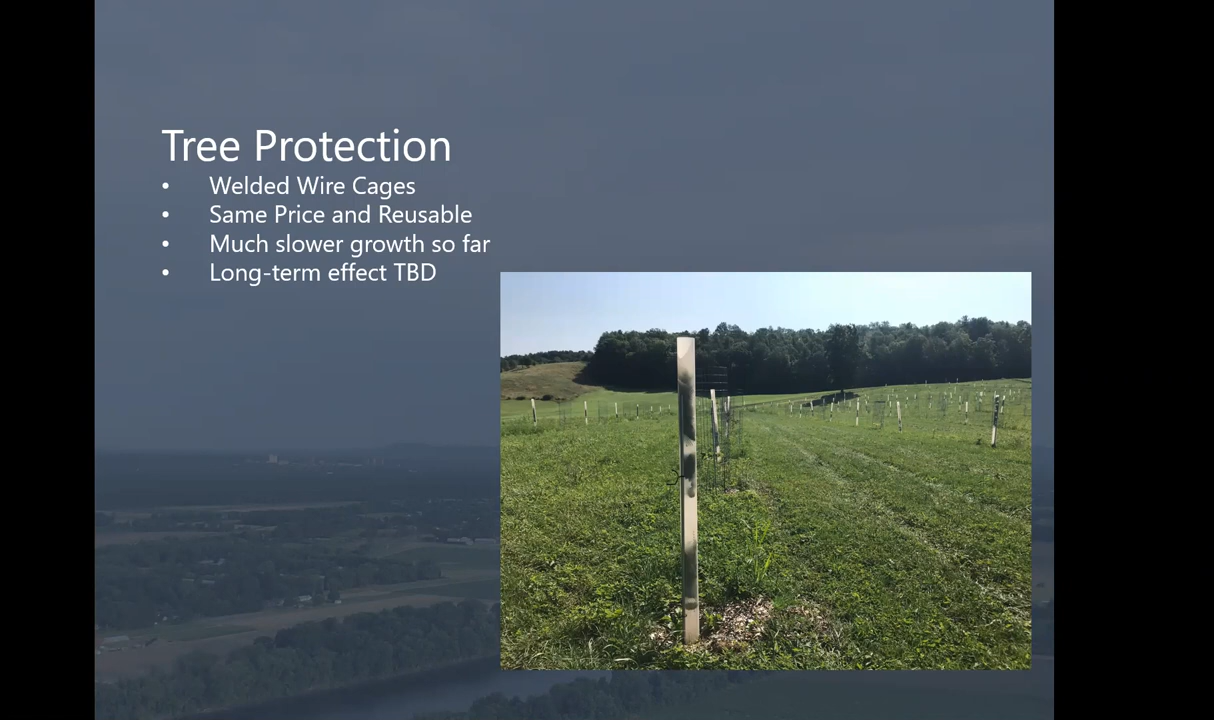 Tree Protection
• Welded Wire Cages
• Same Price and Reusable
• Much slower growth so far
• Long-term effect TBD